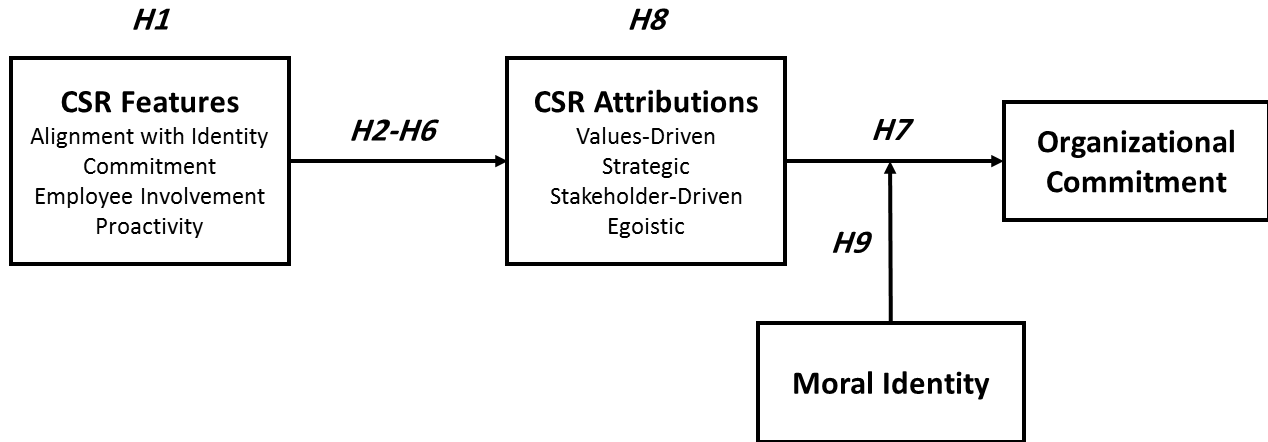 H1
H8
CSR Features
Alignment with Identity
Commitment
Employee Involvement
Proactivity
H2-H6
CSR Attributions
Values-Driven
Strategic
Stakeholder-Driven
Egoistic
H7
Organizational
Commitment
H9
Moral Identity